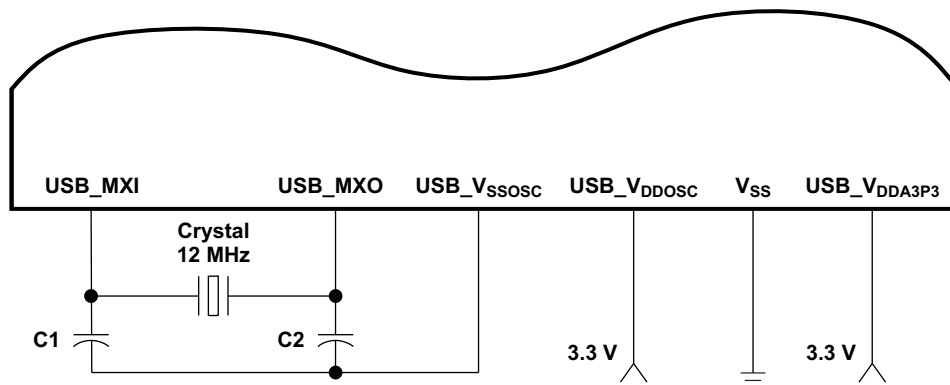 USB_MXI USB_MXO USB_VSSOSC USB_VDDOSC VSS USB_VDDA3P3
Crystal
12 MHz
C1 C2 3.3 V 3.3 V